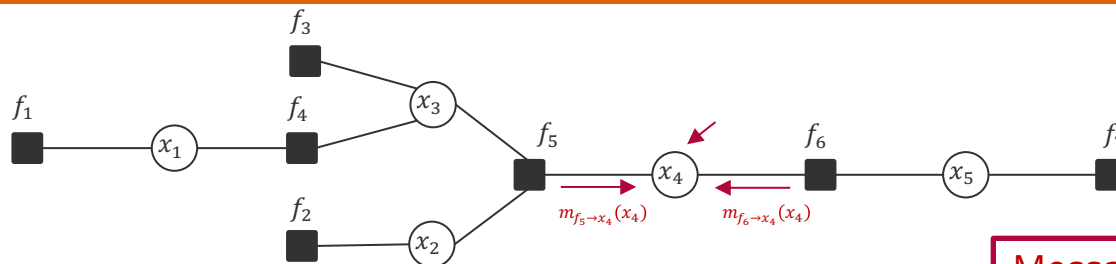 f₃
f₁
f₄
x₃
x₁
f₅
f₆
x₄
x₅
m_{f₅→x₄}(x₄)
m_{f₆→x₄}(x₄)
f₂
x₂